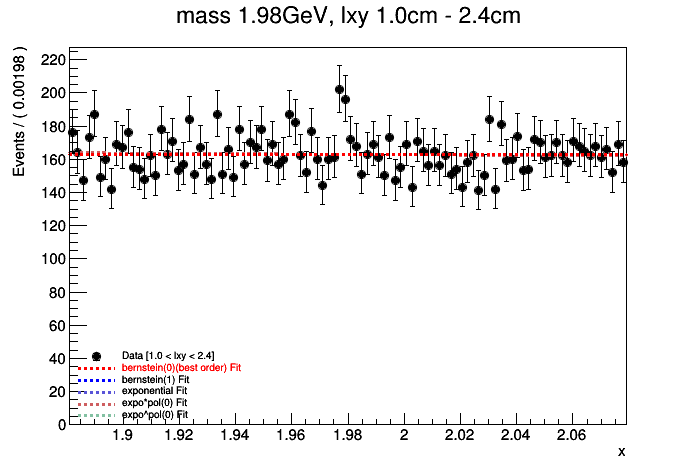 mass 1.98GeV, lxy 1.0cm - 2.4cm
Events / ( 0.00198 )
220
200
180
160
140
120
100
80
60
40
20
0
Data [1.0 < lxy < 2.4]
bernstein(0)(best order) Fit
bernstein(1) Fit
exponential Fit
expo*pol(0) Fit
expo^pol(0) Fit
1.9 1.92 1.94 1.96 1.98 2 2.02 2.04 2.06
x